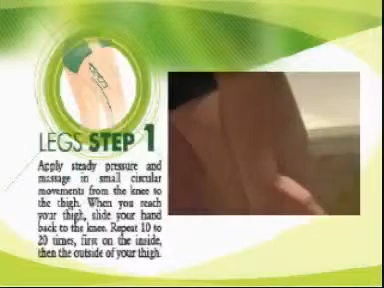 LEGS STEP 1
Apply steady pressure and
massage in small circular
movements from the knee to
the thigh. When you reach
your thigh, slide your hand
back to the knee. Repeat 10 to
20 times, first on the inside,
then the outside of your thigh.